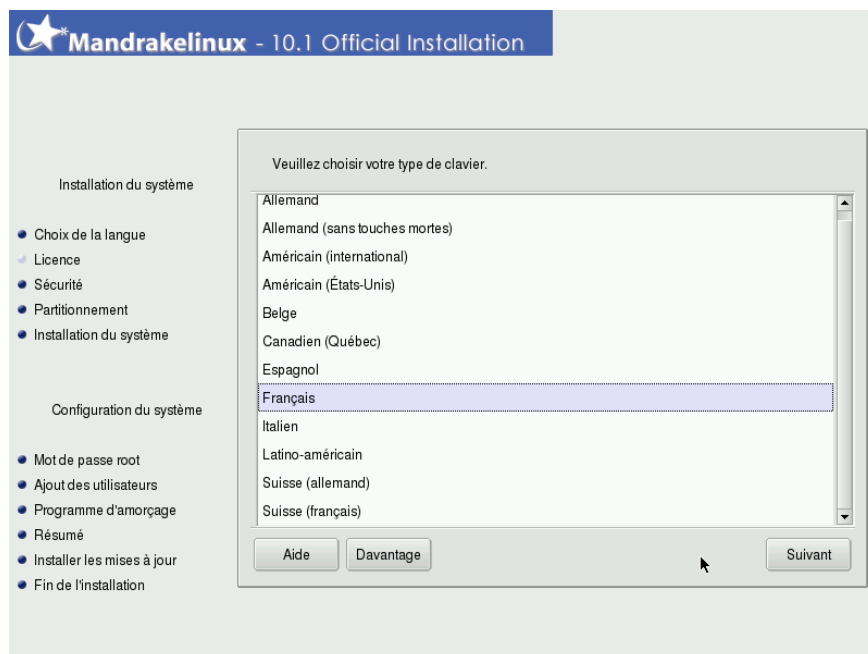 Mandrakelinux - 10.1 Official Installation
Installation du système
Choix de la langue
Licence
Sécurité
Partitionnement
Installation du système
Configuration du système
Mot de passe root
Ajout des utilisateurs
Programme d'amorçage
Résumé
Installer les mises à jour
Fin de l'installation
Veuillez choisir votre type de clavier.
Allemand
Allemand (sans touches mortes)
Américain (international)
Américain (États-Unis)
Belge
Canadien (Québec)
Espagnol
Français
Italien
Latino-américain
Suisse (allemand)
Suisse (français)
Aide
Davantage
Suivant